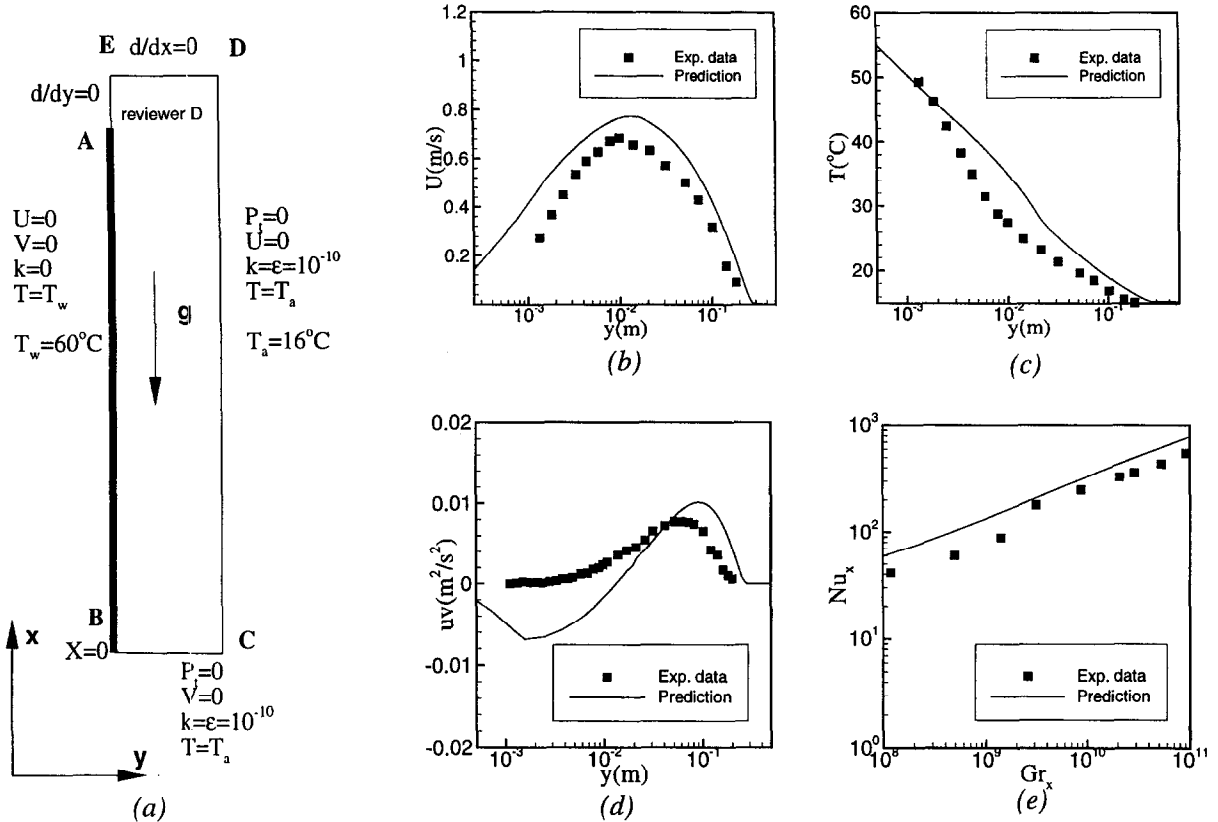 E d/dx=0 D
d/dy=0
reviewer D
A
U=0
V=0
k=0
T=T_w
T_w=60°C
g
P_t=0
U=0
k=ε=10^-10
T=T_a
T_a=16°C
B
X=0
C
P_t=0
V=0
k=ε=10^-10
T=T_a
x
y
(a)
1.2
1
0.8
0.6
0.4
0.2
U(m/s)
Exp. data
Prediction
10^-3 10^-2 10^-1
y(m)
(b)
60
50
40
30
20
T(°C)
Exp. data
Prediction
10^-3 10^-2 10^-1
y(m)
(c)
0.02
0.01
0
-0.01
-0.02
uv(m²/s²)
Exp. data
Prediction
10^-3 10^-2 10^-1
y(m)
(d)
10^3
10^2
10^1
10^0
Nu_x
Exp. data
Prediction
10^8 10^9 10^10 10^11
Gr_x
(e)